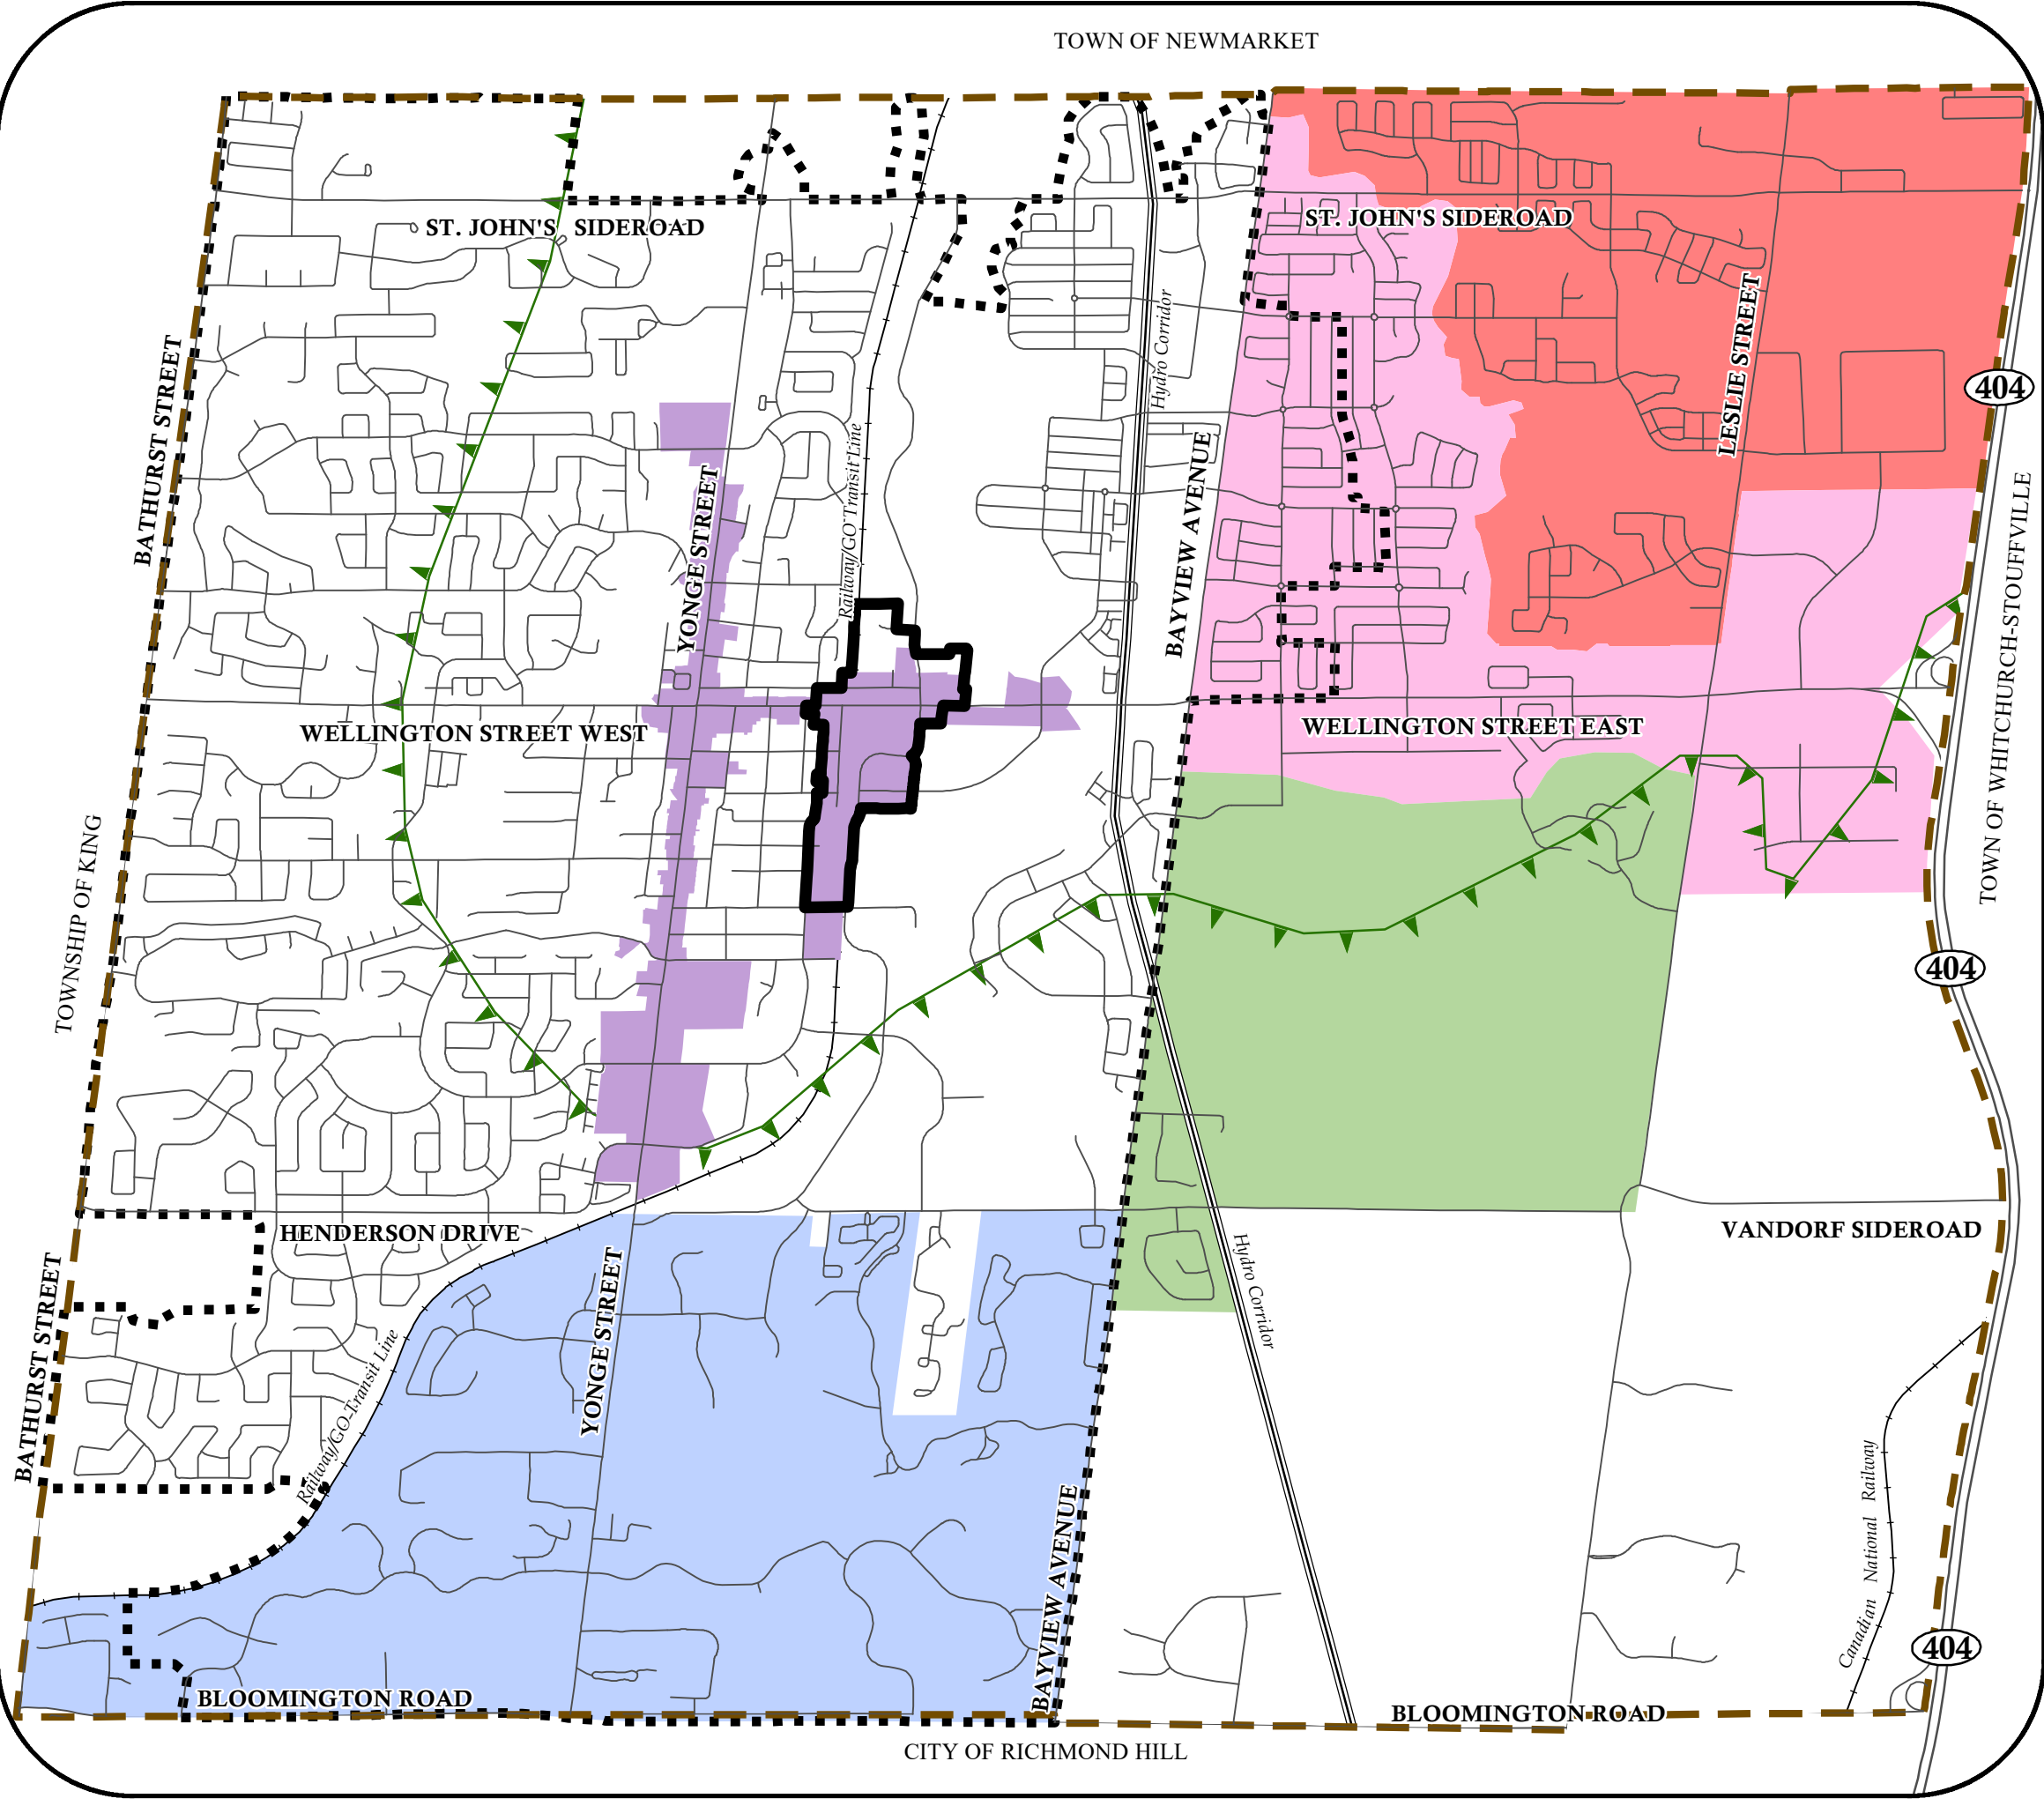 TOWN OF NEWMARKET
ST. JOHN'S SIDEROAD
ST. JOHN'S SIDEROAD
BATHURST STREET
YONGE STREET
Railway/GO Transit Line
Hydro Corridor
BAYVIEW AVENUE
LESLIE STREET
404
TOWN OF WHITCHURCH-STOUFFVILLE
WELLINGTON STREET WEST
WELLINGTON STREET EAST
TOWNSHIP OF KING
404
HENDERSON DRIVE
VANDORF SIDEROAD
BATHURST STREET
Railway/GO-Transit Line
YONGE STREET
Hydro Corridor
BAYVIEW AVENUE
Canadian National Railway
404
BLOOMINGTON ROAD
BLOOMINGTON ROAD
CITY OF RICHMOND HILL